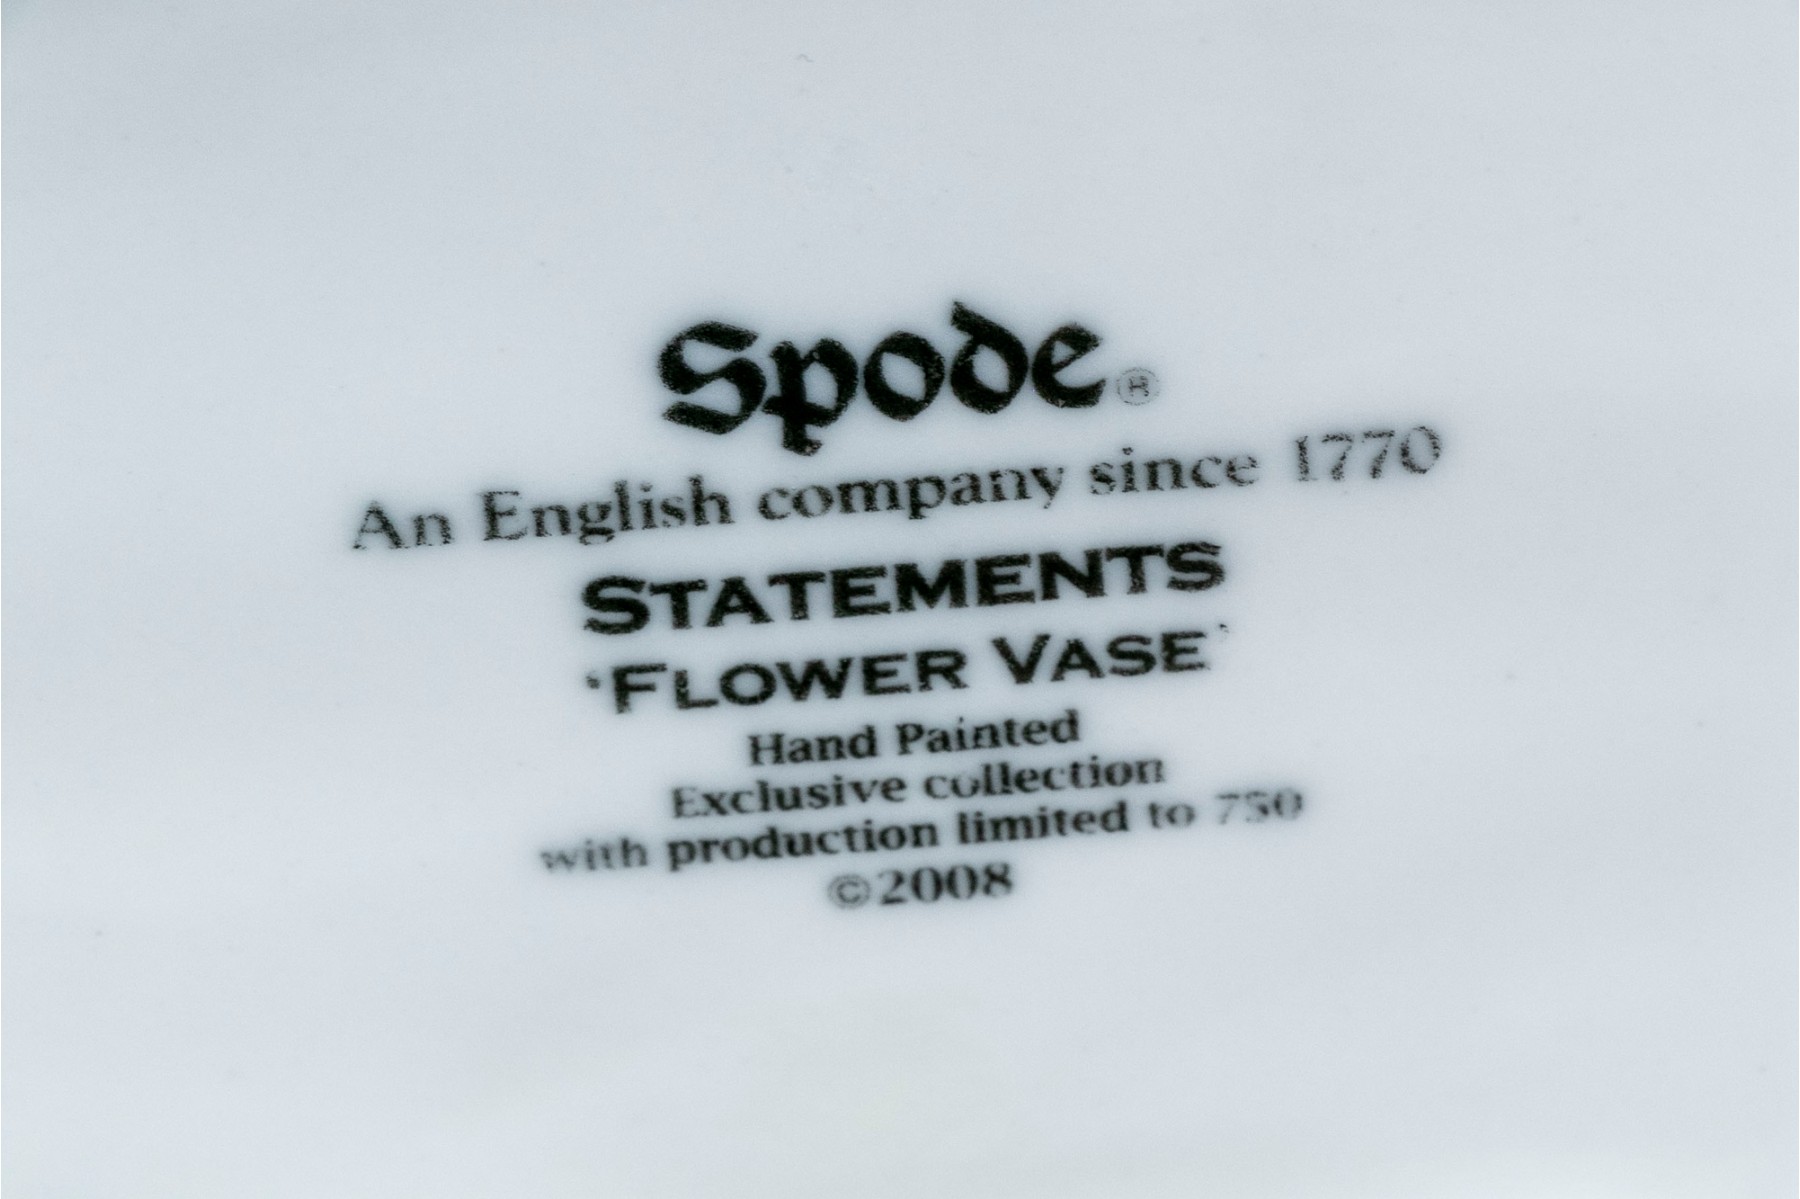 Spode®
An English company since 1770
STATEMENTS
‘FLOWER VASE’
Hand Painted
Exclusive collection
with production limited to 750
©2008